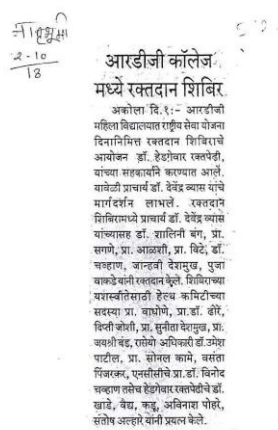 मातृभूमी
2-10
18
आरडीजी कॉलेज
मध्ये रक्तदान शिबिर
अकोला दि.१:- आरडीजी
महिला विद्यालयात राष्ट्रीय सेवा योजना
दिनानिमित्त रक्तदान शिबिराचे
आयोजन डॉ. हेडगेवार रक्तपेढी,
यांच्या सहकार्याने करण्यात आले.
यावेळी प्राचार्य डॉ. देवेंद्र व्यास यांचे
मार्गदर्शन लाभले. रक्तदान
शिबिरामध्ये प्राचार्य डॉ. देवेंद्र व्यास
यांच्यासह डॉ. शालिनी बंग, प्रा.
सगणे, प्रा. आळशी, प्रा. बिटे, डॉ.
चव्हाण, जान्हवी देशमुख, पुजा
वाकडे यांनी रक्तदान केले. शिबिराच्या
यशस्वीतेसाठी हेल्थ कमिटीच्या
सदस्या प्रा. वाघोणे, प्रा.डॉ. ढोरे,
दिप्ती जोशी, प्रा. सुनीता देशमुख, प्रा.
जयश्री बंड, रासेयो अधिकारी डॉ.उमेश
पाटील, प्रा. सोनल कामे, वसंता
पिंजरकर, एनसीसीचे प्रा.डॉ. विनोद
चव्हाण तसेच हेडगेवार रक्तपेढीचे डॉ.
खांडे, वैद्य, कडू, अविनाश पोहरे,
संतोष अल्हारे यांनी प्रयत्न केले.